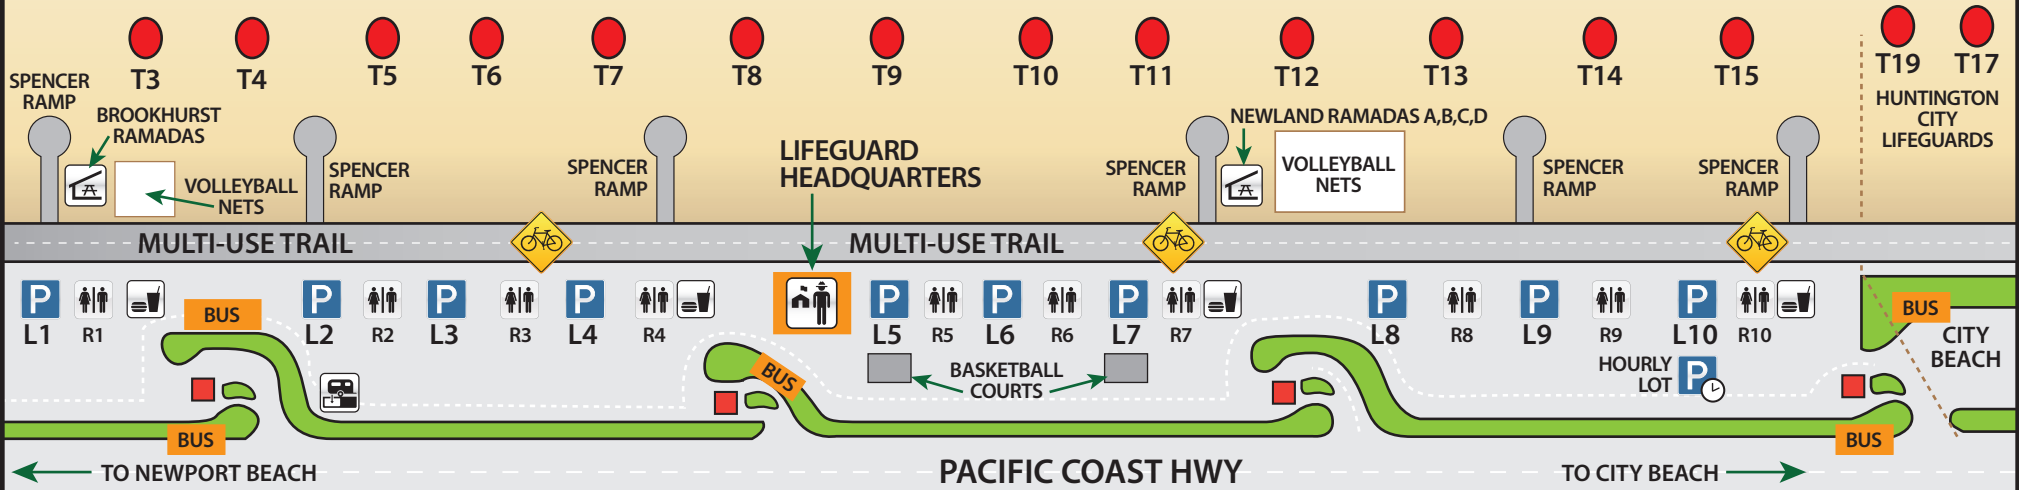 T3
T4
T5
T6
T7
T8
T9
T10
T11
T12
T13
T14
T15
T19
T17
HUNTINGTON
CITY
LIFEGUARDS
SPENCER
RAMP
BROOKHURST
RAMADAS
VOLLEYBALL
NETS
SPENCER
RAMP
SPENCER
RAMP
LIFEGUARD
HEADQUARTERS
SPENCER
RAMP
NEWLAND RAMADAS A,B,C,D
VOLLEYBALL
NETS
SPENCER
RAMP
SPENCER
RAMP
MULTI-USE TRAIL
MULTI-USE TRAIL
P
L1
R1
BUS
P
L2
R2
P
L3
R3
P
L4
R4
P
L5
R5
P
L6
R6
P
L7
R7
P
L8
R8
P
L9
R9
P
L10
R10
BUS
CITY
BEACH
BUS
BASKETBALL
COURTS
HOURLY
LOT
P
BUS
BUS
TO NEWPORT BEACH
PACIFIC COAST HWY
TO CITY BEACH